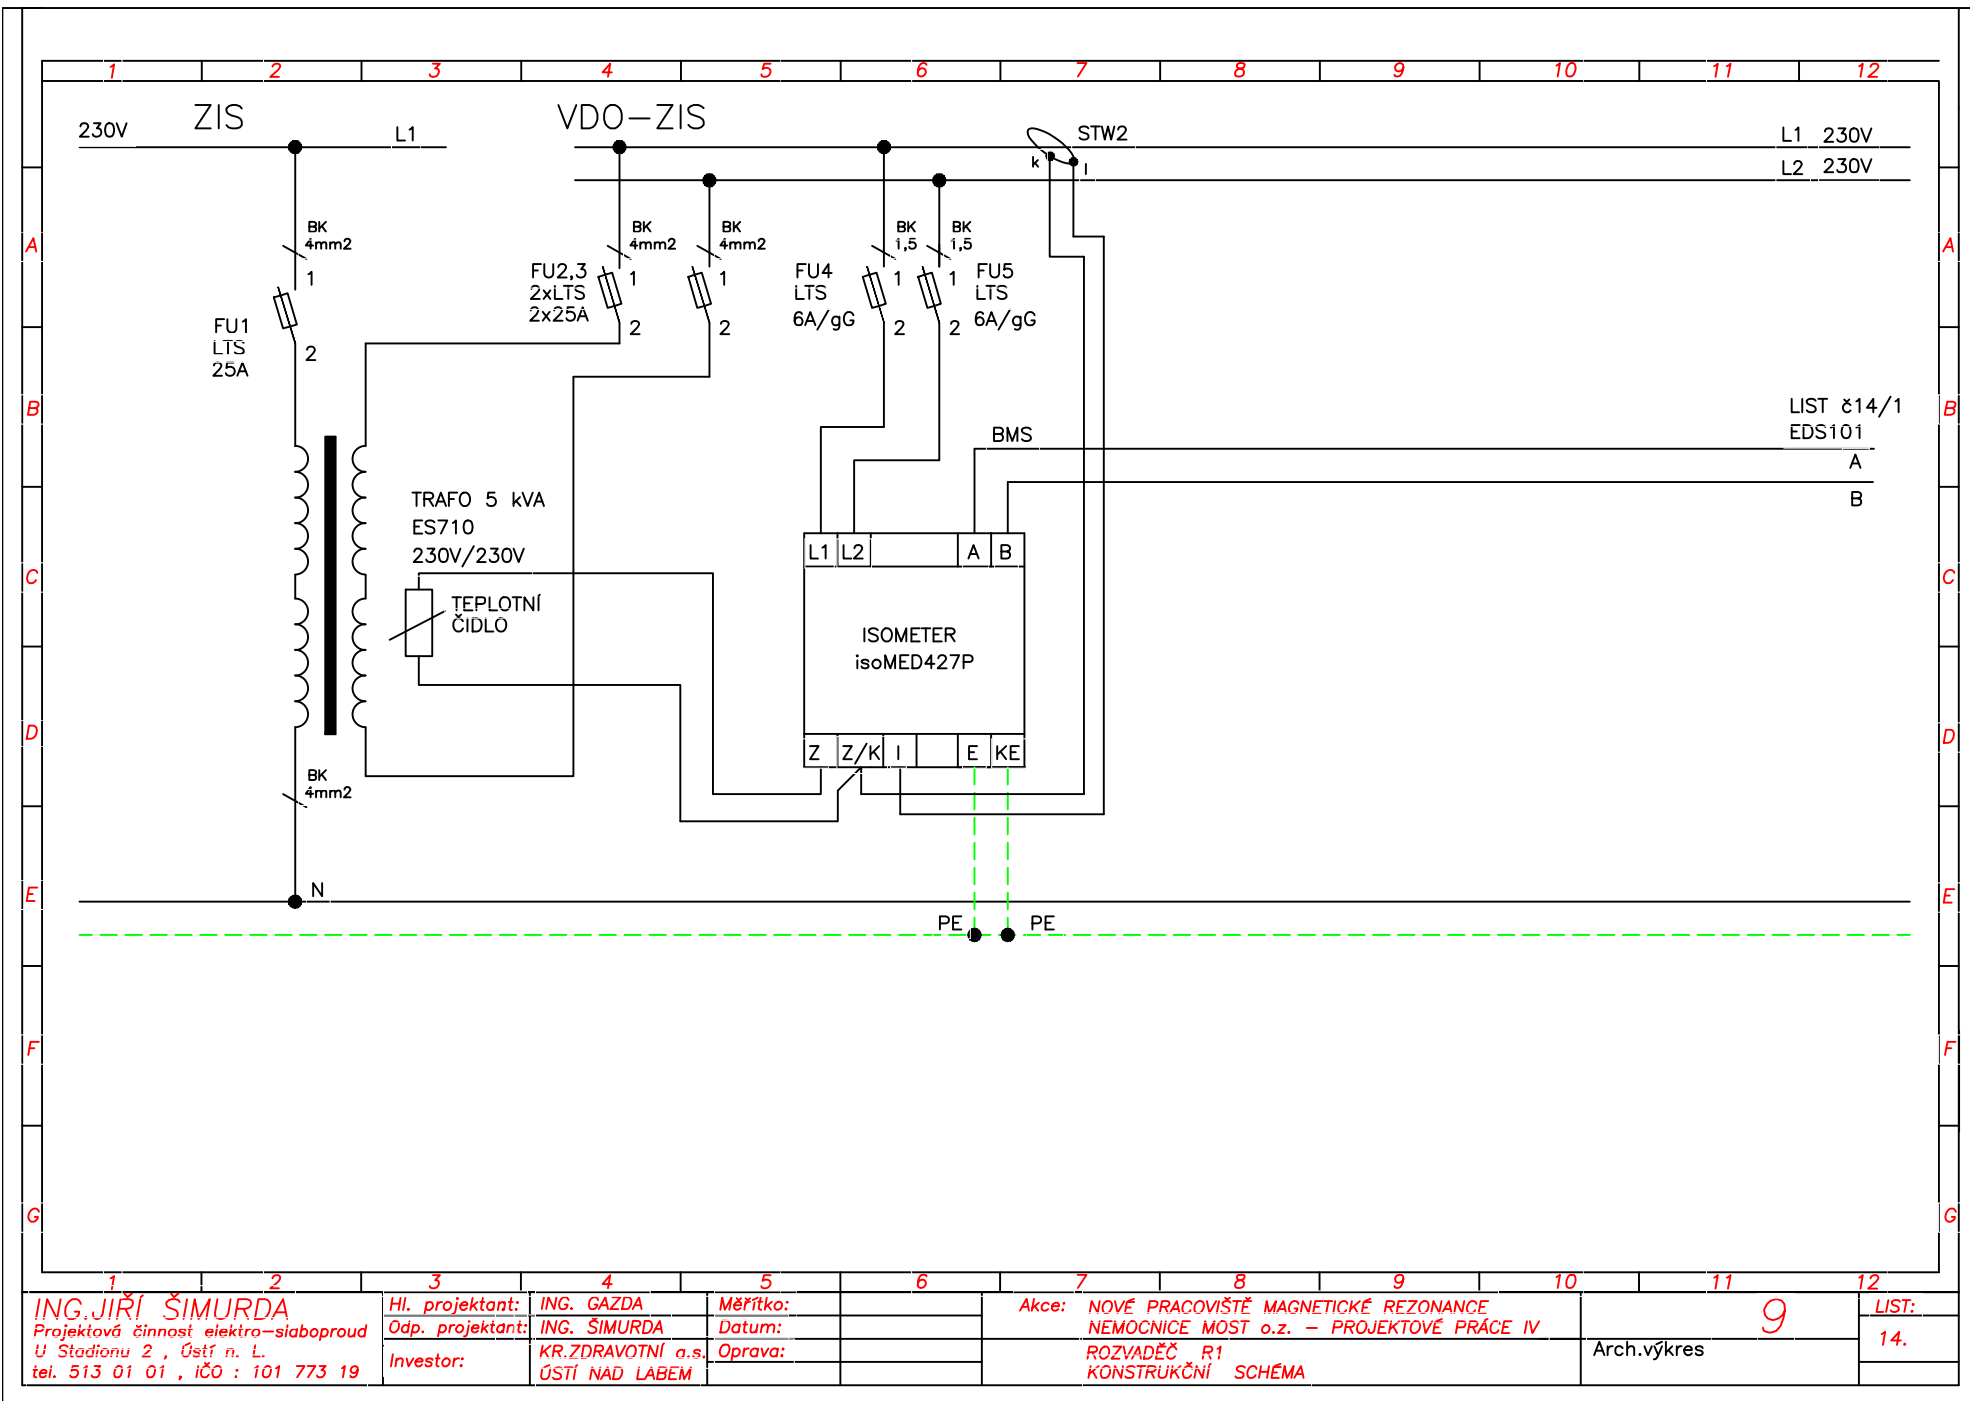 1 2 3 4 5 6 7 8 9 10 11 12
ZIS
VDO-ZIS
230V
L1
STW2
k
l
L1 230V
L2 230V
A
A
BK
4mm2
BK
4mm2
BK
4mm2
BK
1,5
BK
1,5
1
2
FU1
LTS
25A
FU2,3
2xLTS
2x25A
1
2
1
2
FU4
LTS
6A/gG
1
2
1
2
FU5
LTS
6A/gG
B
B
LIST č14/1
EDS101
BMS
A
B
TRAFO 5 kVA
ES710
230V/230V
L1 L2 A B
C
C
TEPLOTNÍ
ČIDLO
ISOMETER
isoMED427P
D
D
Z Z/K I E KE
BK
4mm2
E
E
N
PE
PE
F
F
G
G
1 2 3 4 5 6 7 8 9 10 11 12
ING.JIŘÍ ŠIMURDA
Projektová činnost elektro-slaboproud
U Stadionu 2 , Ústí n. L.
tel. 513 01 01 , IČO : 101 773 19
Hl. projektant: ING. GAZDA
Odp. projektant: ING. ŠIMURDA
Investor: KR.ZDRAVOTNÍ a.s.
ÚSTÍ NAD LABEM
Měřítko:
Datum:
Oprava:
Akce: NOVÉ PRACOVIŠTĚ MAGNETICKÉ REZONANCE
NEMOCNICE MOST o.z. - PROJEKTOVÉ PRÁCE IV
ROZVADĚČ R1
KONSTRUKČNÍ SCHÉMA
9
Arch.výkres
LIST:
14.